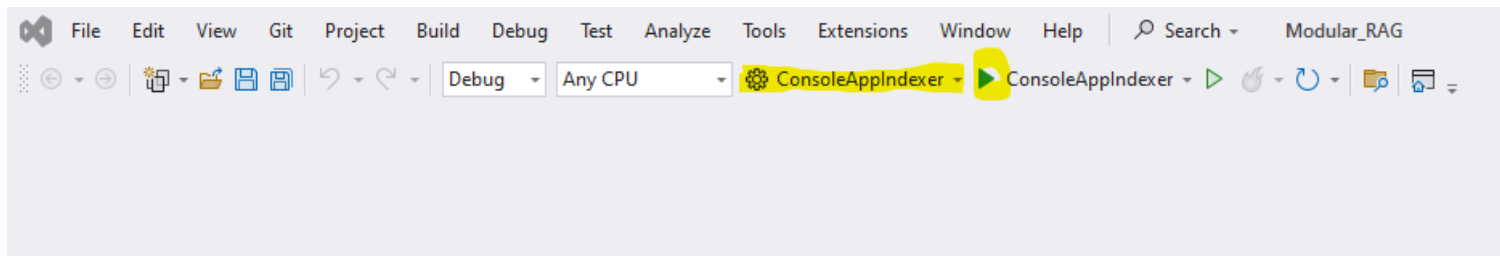 File Edit View Git Project Build Debug Test Analyze Tools Extensions Window Help Search Modular_RAG
Debug Any CPU ConsoleAppIndexer ConsoleAppIndexer